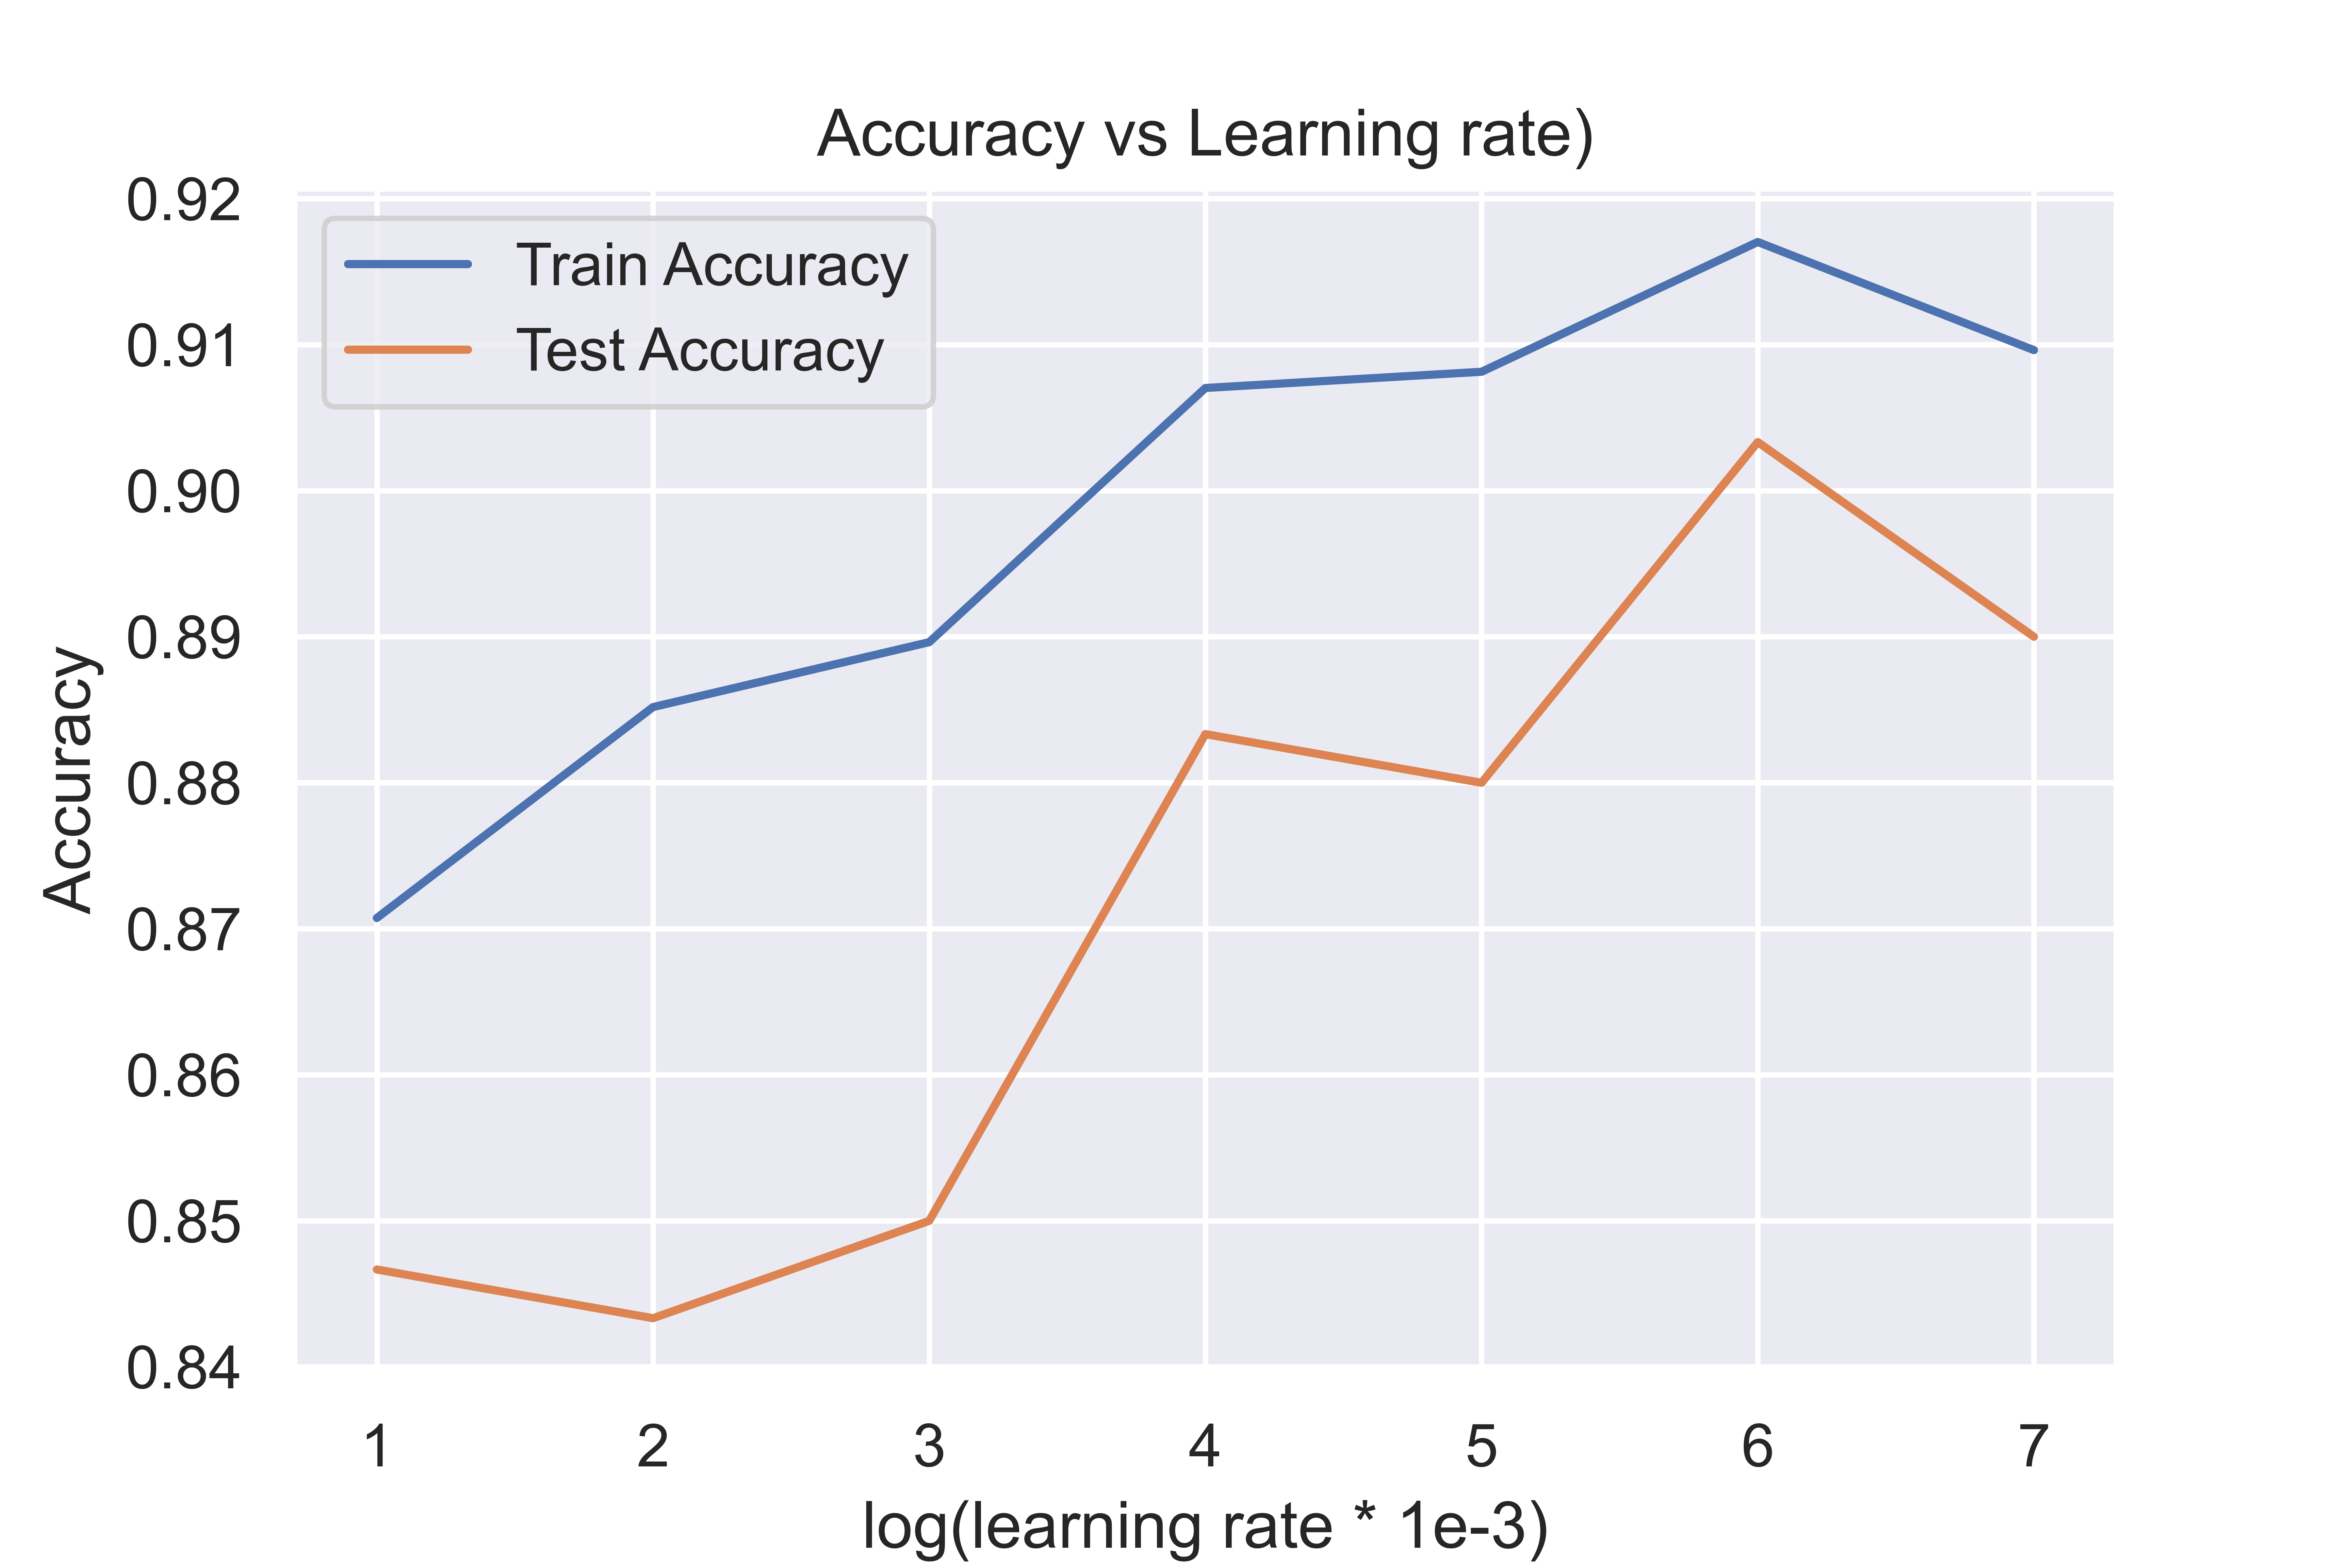 Accuracy vs Learning rate)
Train Accuracy
Test Accuracy
0.92
0.91
0.90
0.89
0.88
0.87
0.86
0.85
0.84
Accuracy
1 2 3 4 5 6 7
log(learning rate * 1e-3)